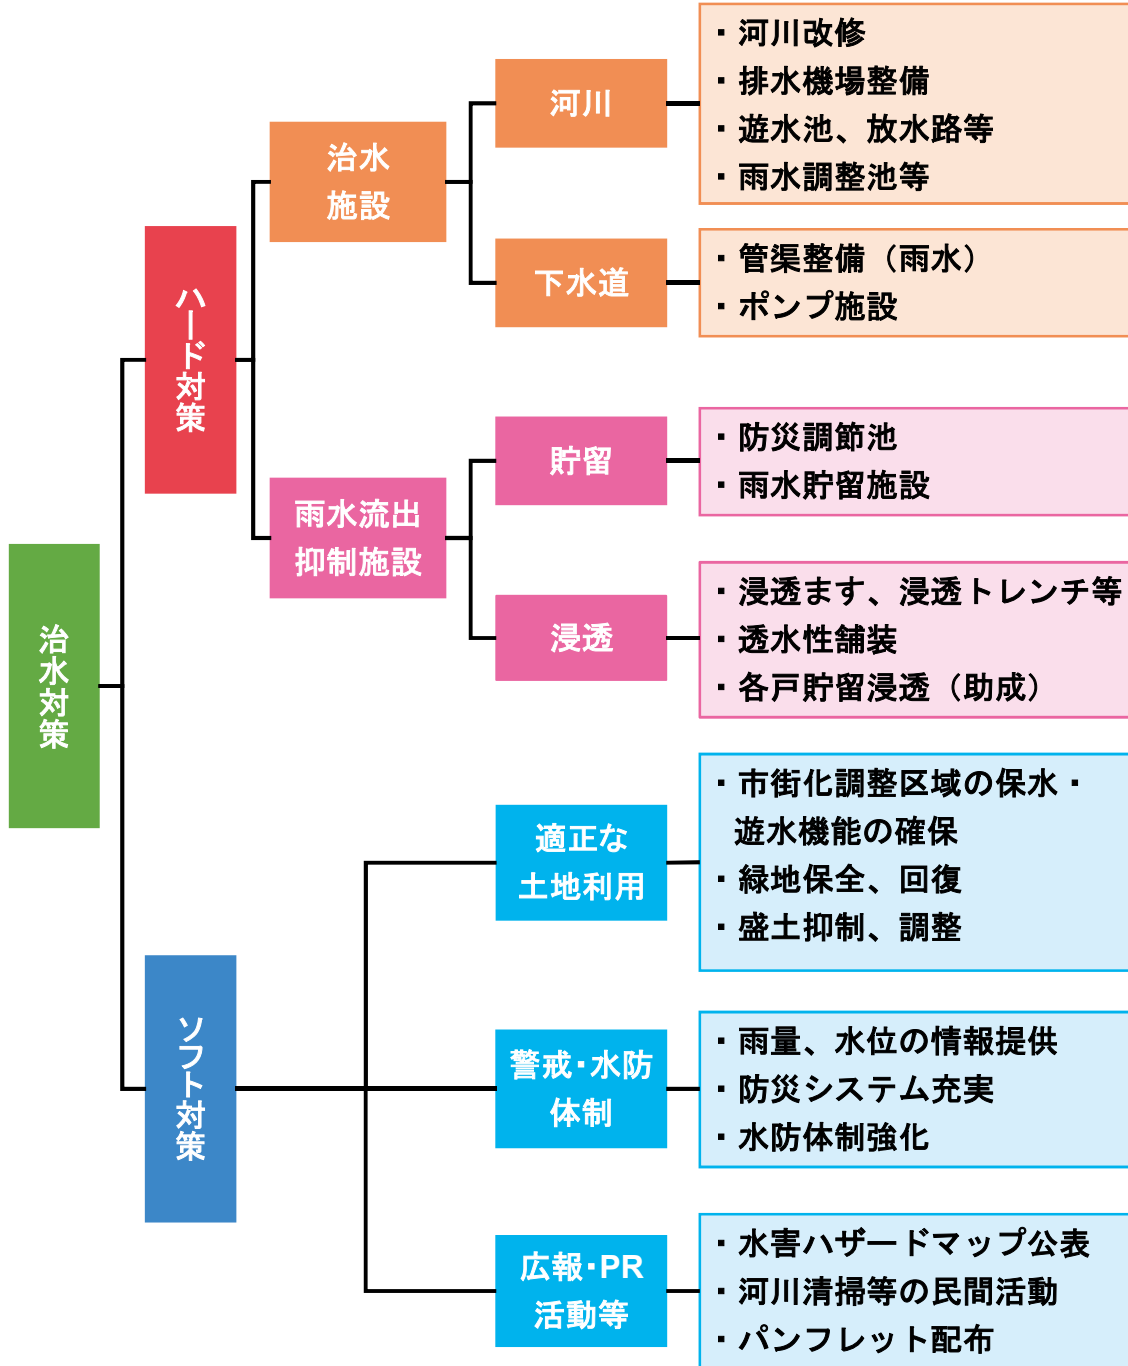 治水対策
ハード対策
治水
施設
河川
・河川改修
・排水機場整備
・遊水池、放水路等
・雨水調整池等
下水道
・管渠整備（雨水）
・ポンプ施設
雨水流出
抑制施設
貯留
・防災調節池
・雨水貯留施設
浸透
・浸透ます、浸透トレンチ等
・透水性舗装
・各戸貯留浸透（助成）
ソフト対策
適正な
土地利用
・市街化調整区域の保水・
遊水機能の確保
・緑地保全、回復
・盛土抑制、調整
警戒・水防
体制
・雨量、水位の情報提供
・防災システム充実
・水防体制強化
広報・PR
活動等
・水害ハザードマップ公表
・河川清掃等の民間活動
・パンフレット配布